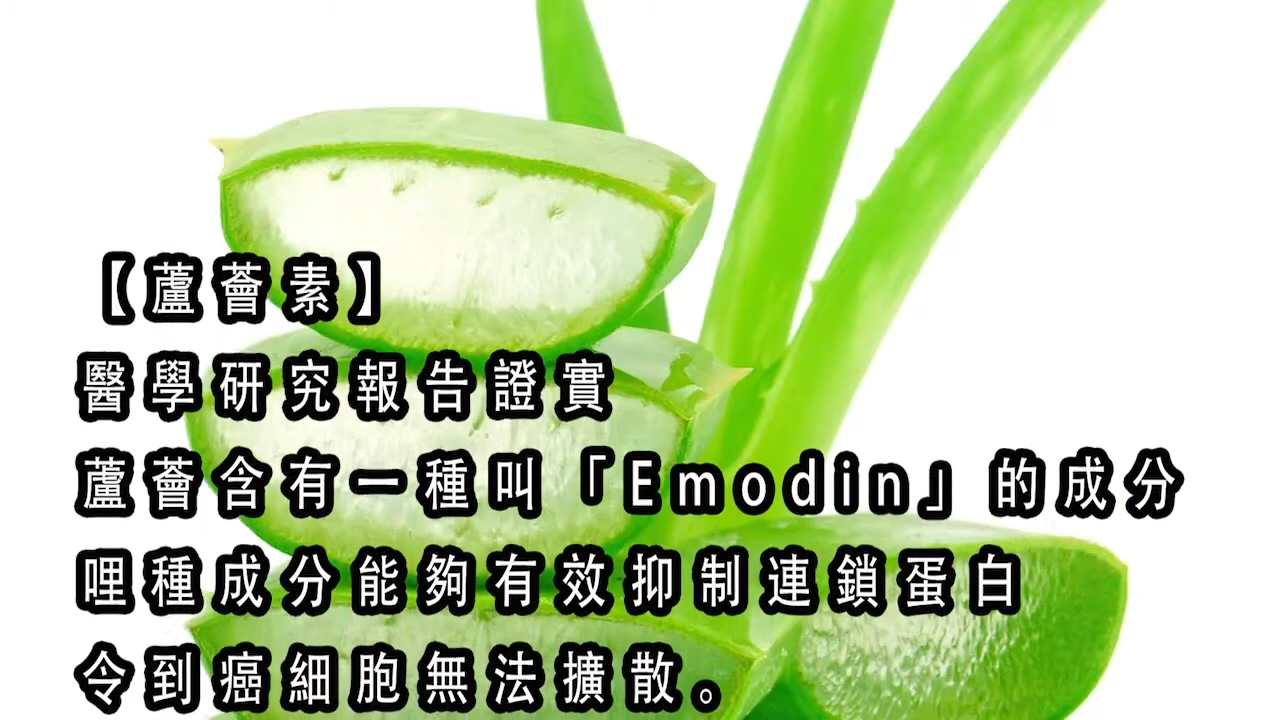 【蘆薈素】
醫學研究報告證實
蘆薈含有一種叫「Emodin」的成分
哩種成分能夠有效抑制連鎖蛋白
令到癌細胞無法擴散。